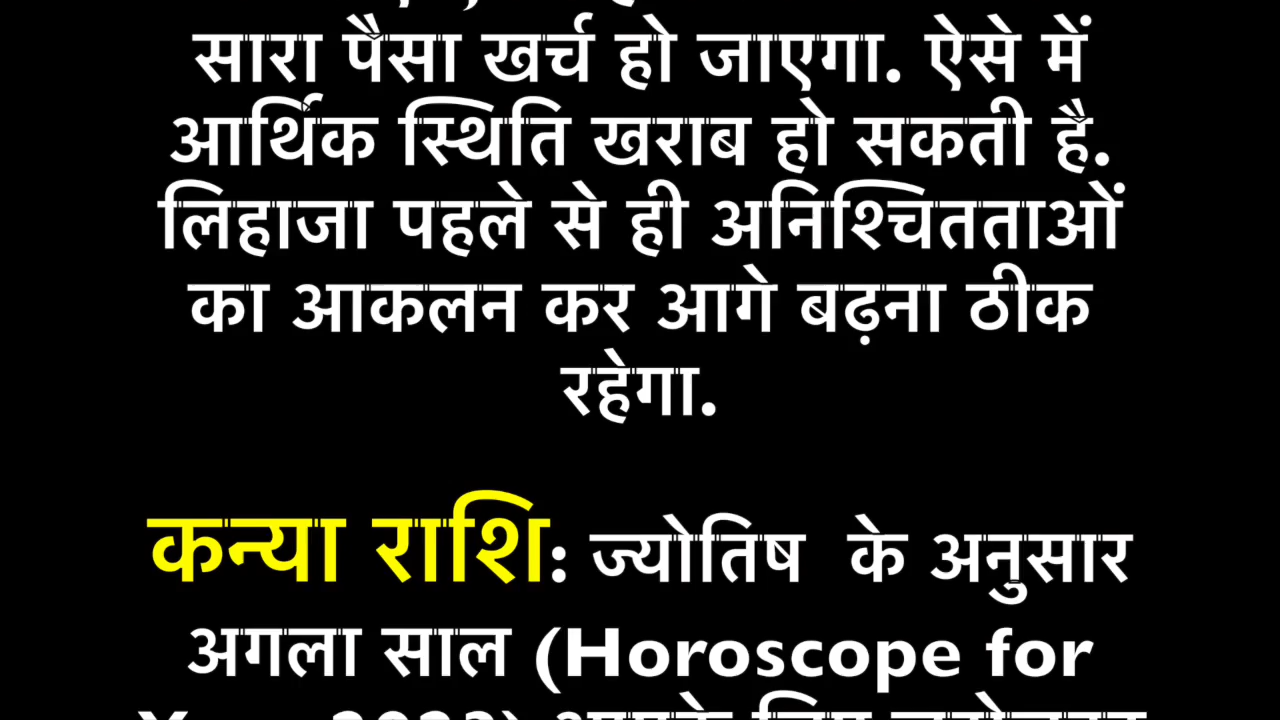 सारा पैसा खर्च हो जाएगा. ऐसे में
आर्थिक स्थिति खराब हो सकती है.
लिहाजा पहले से ही अनिश्चितताओं
का आकलन कर आगे बढ़ना ठीक
रहेगा.
कन्या राशि: ज्योतिष के अनुसार
अगला साल (Horoscope for